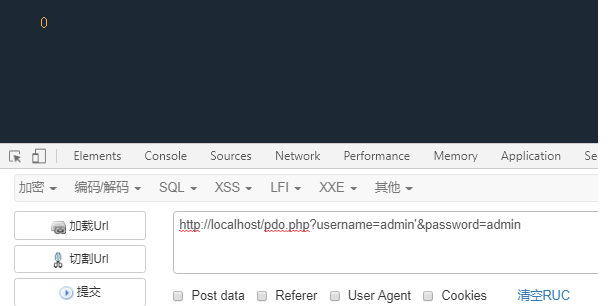 0
Elements Console Sources Network Performance Memory Application Se
加密 编码/解码 SQL XSS LFI XXE 其他
加载Url
http://localhost/pdo.php?username=admin'&password=admin
切割Url
提交
Post data Referer User Agent Cookies 清空RUC